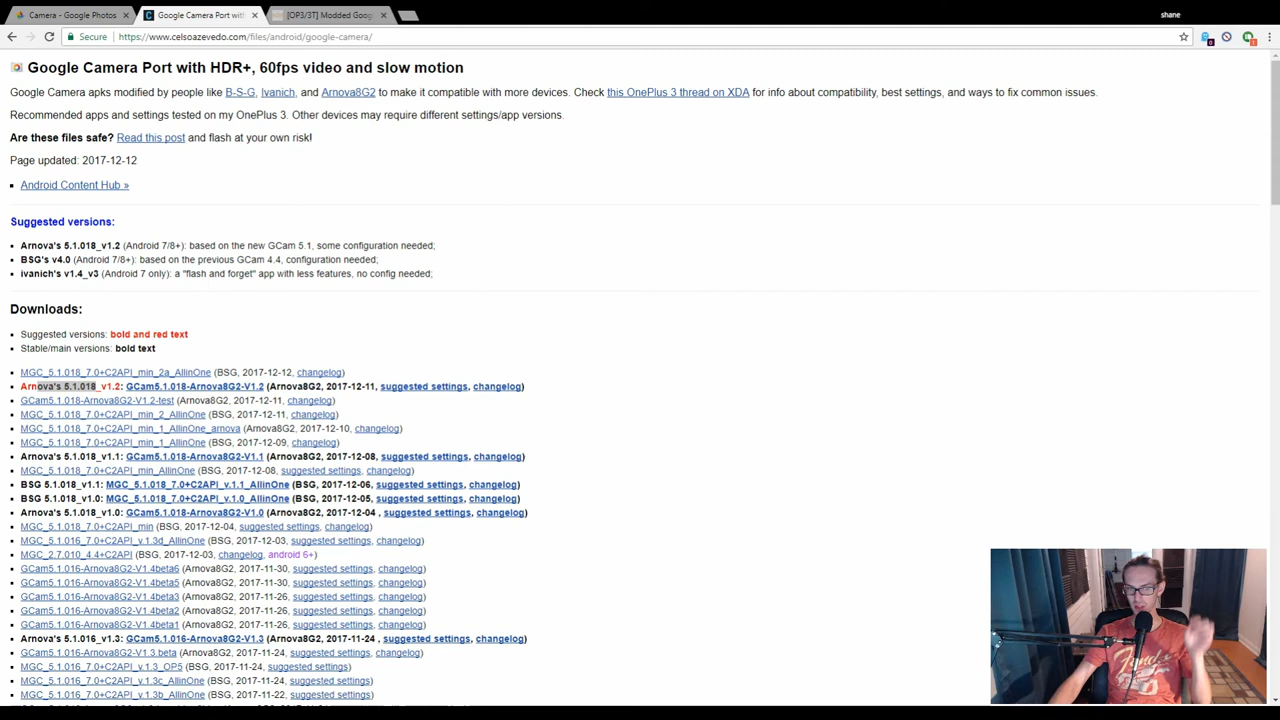 Camera - Google Photos
Google Camera Port with
[OP3/3T] Modded Goog
shane
Secure
https://www.celsoazevedo.com/files/android/google-camera/
Google Camera Port with HDR+, 60fps video and slow motion
Google Camera apks modified by people like B-S-G, Ivanich, and Arnova8G2 to make it compatible with more devices. Check this OnePlus 3 thread on XDA for info about compatibility, best settings, and ways to fix common issues.
Recommended apps and settings tested on my OnePlus 3. Other devices may require different settings/app versions.
Are these files safe? Read this post and flash at your own risk!
Page updated: 2017-12-12
Android Content Hub »
Suggested versions:
Arnova's 5.1.018_v1.2 (Android 7/8+): based on the new GCam 5.1, some configuration needed;
BSG's v4.0 (Android 7/8+): based on the previous GCam 4.4, configuration needed;
ivanich's v1.4_v3 (Android 7 only): a "flash and forget" app with less features, no config needed;
Downloads:
Suggested versions: bold and red text
Stable/main versions: bold text
MGC_5.1.018_7.0+C2API_min_2a_AllinOne (BSG, 2017-12-12, changelog)
Arnova's 5.1.018_v1.2: GCam5.1.018-Arnova8G2-V1.2 (Arnova8G2, 2017-12-11, suggested settings, changelog)
GCam5.1.018-Arnova8G2-V1.2-test (Arnova8G2, 2017-12-11, changelog)
MGC_5.1.018_7.0+C2API_min_2_AllinOne (BSG, 2017-12-11, changelog)
MGC_5.1.018_7.0+C2API_min_1_AllinOne_arnova (Arnova8G2, 2017-12-10, changelog)
MGC_5.1.018_7.0+C2API_min_1_AllinOne (BSG, 2017-12-09, changelog)
Arnova's 5.1.018_v1.1: GCam5.1.018-Arnova8G2-V1.1 (Arnova8G2, 2017-12-08, suggested settings, changelog)
MGC_5.1.018_7.0+C2API_min_AllinOne (BSG, 2017-12-08, suggested settings, changelog)
BSG 5.1.018_v1.1: MGC_5.1.018_7.0+C2API_v.1.1_AllinOne (BSG, 2017-12-06, suggested settings, changelog)
BSG 5.1.018_v1.0: MGC_5.1.018_7.0+C2API_v.1.0_AllinOne (BSG, 2017-12-05, suggested settings, changelog)
Arnova's 5.1.018_v1.0: GCam5.1.018-Arnova8G2-V1.0 (Arnova8G2, 2017-12-04 , suggested settings, changelog)
MGC_5.1.018_7.0+C2API_min (BSG, 2017-12-04, suggested settings, changelog)
MGC_5.1.016_7.0+C2API_v.1.3d_AllinOne (BSG, 2017-12-03, suggested settings, changelog)
MGC_2.7.010_4.4+C2API (BSG, 2017-12-03, changelog, android 6+)
GCam5.1.016-Arnova8G2-V1.4beta6 (Arnova8G2, 2017-11-30, suggested settings, changelog)
GCam5.1.016-Arnova8G2-V1.4beta5 (Arnova8G2, 2017-11-30, suggested settings, changelog)
GCam5.1.016-Arnova8G2-V1.4beta3 (Arnova8G2, 2017-11-26, suggested settings, changelog)
GCam5.1.016-Arnova8G2-V1.4beta2 (Arnova8G2, 2017-11-26, suggested settings, changelog)
GCam5.1.016-Arnova8G2-V1.4beta1 (Arnova8G2, 2017-11-26, suggested settings, changelog)
Arnova's 5.1.016_v1.3: GCam5.1.016-Arnova8G2-V1.3 (Arnova8G2, 2017-11-24 , suggested settings, changelog)
GCam5.1.016-Arnova8G2-V1.3.beta (Arnova8G2, 2017-11-24, suggested settings, changelog)
MGC_5.1.016_7.0+C2API_v.1.3_OP5 (BSG, 2017-11-24, suggested settings)
MGC_5.1.016_7.0+C2API_v.1.3c_AllinOne (BSG, 2017-11-24, suggested settings)
MGC_5.1.016_7.0+C2API_v.1.3b_AllinOne (BSG, 2017-11-22, suggested settings)